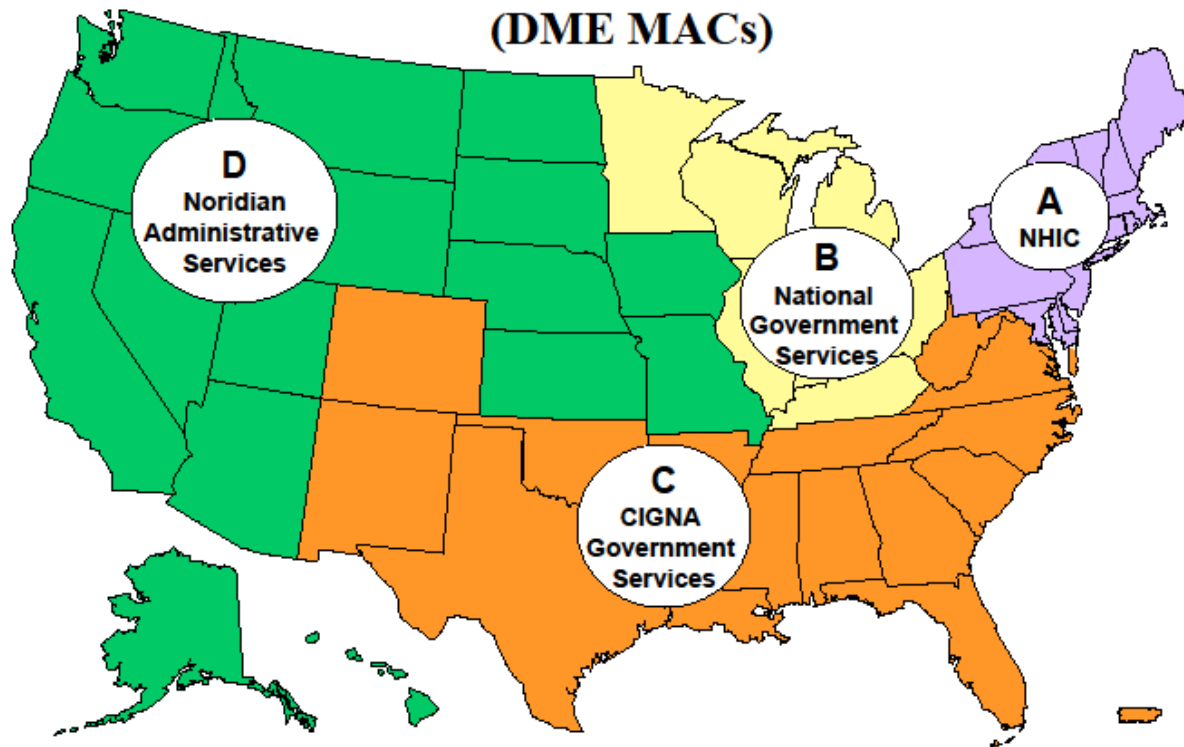 (DME MACs)
D
Noridian
Administrative
Services
A
NHIC
B
National
Government
Services
C
CIGNA
Government
Services